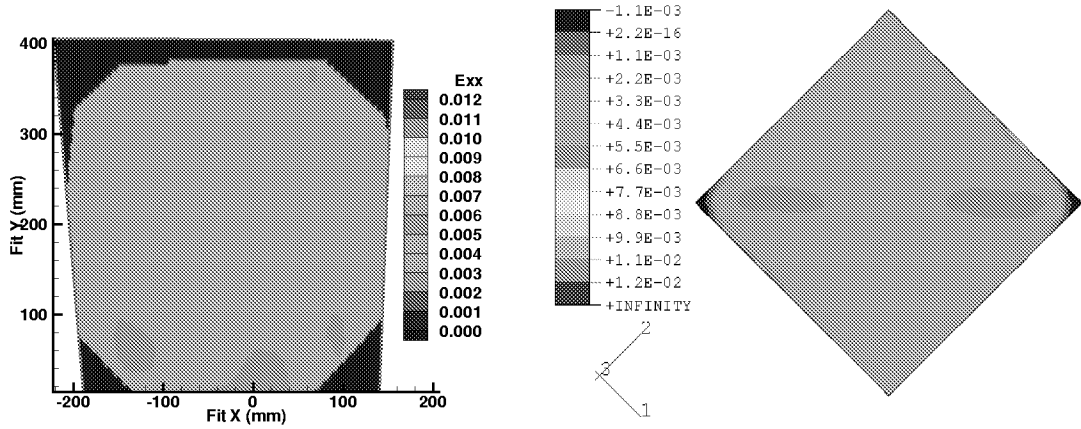 400
300
200
100
Fit Y (mm)
-200 -100 0 100 200
Fit X (mm)
Exx
0.012
0.011
0.010
0.009
0.008
0.007
0.006
0.005
0.004
0.003
0.002
0.001
0.000
-1.1E-03
+2.2E-16
+1.1E-03
+2.2E-03
+3.3E-03
+4.4E-03
+5.5E-03
+6.6E-03
+7.7E-03
+8.8E-03
+9.9E-03
+1.1E-02
+1.2E-02
+INFINITY
2
3
1